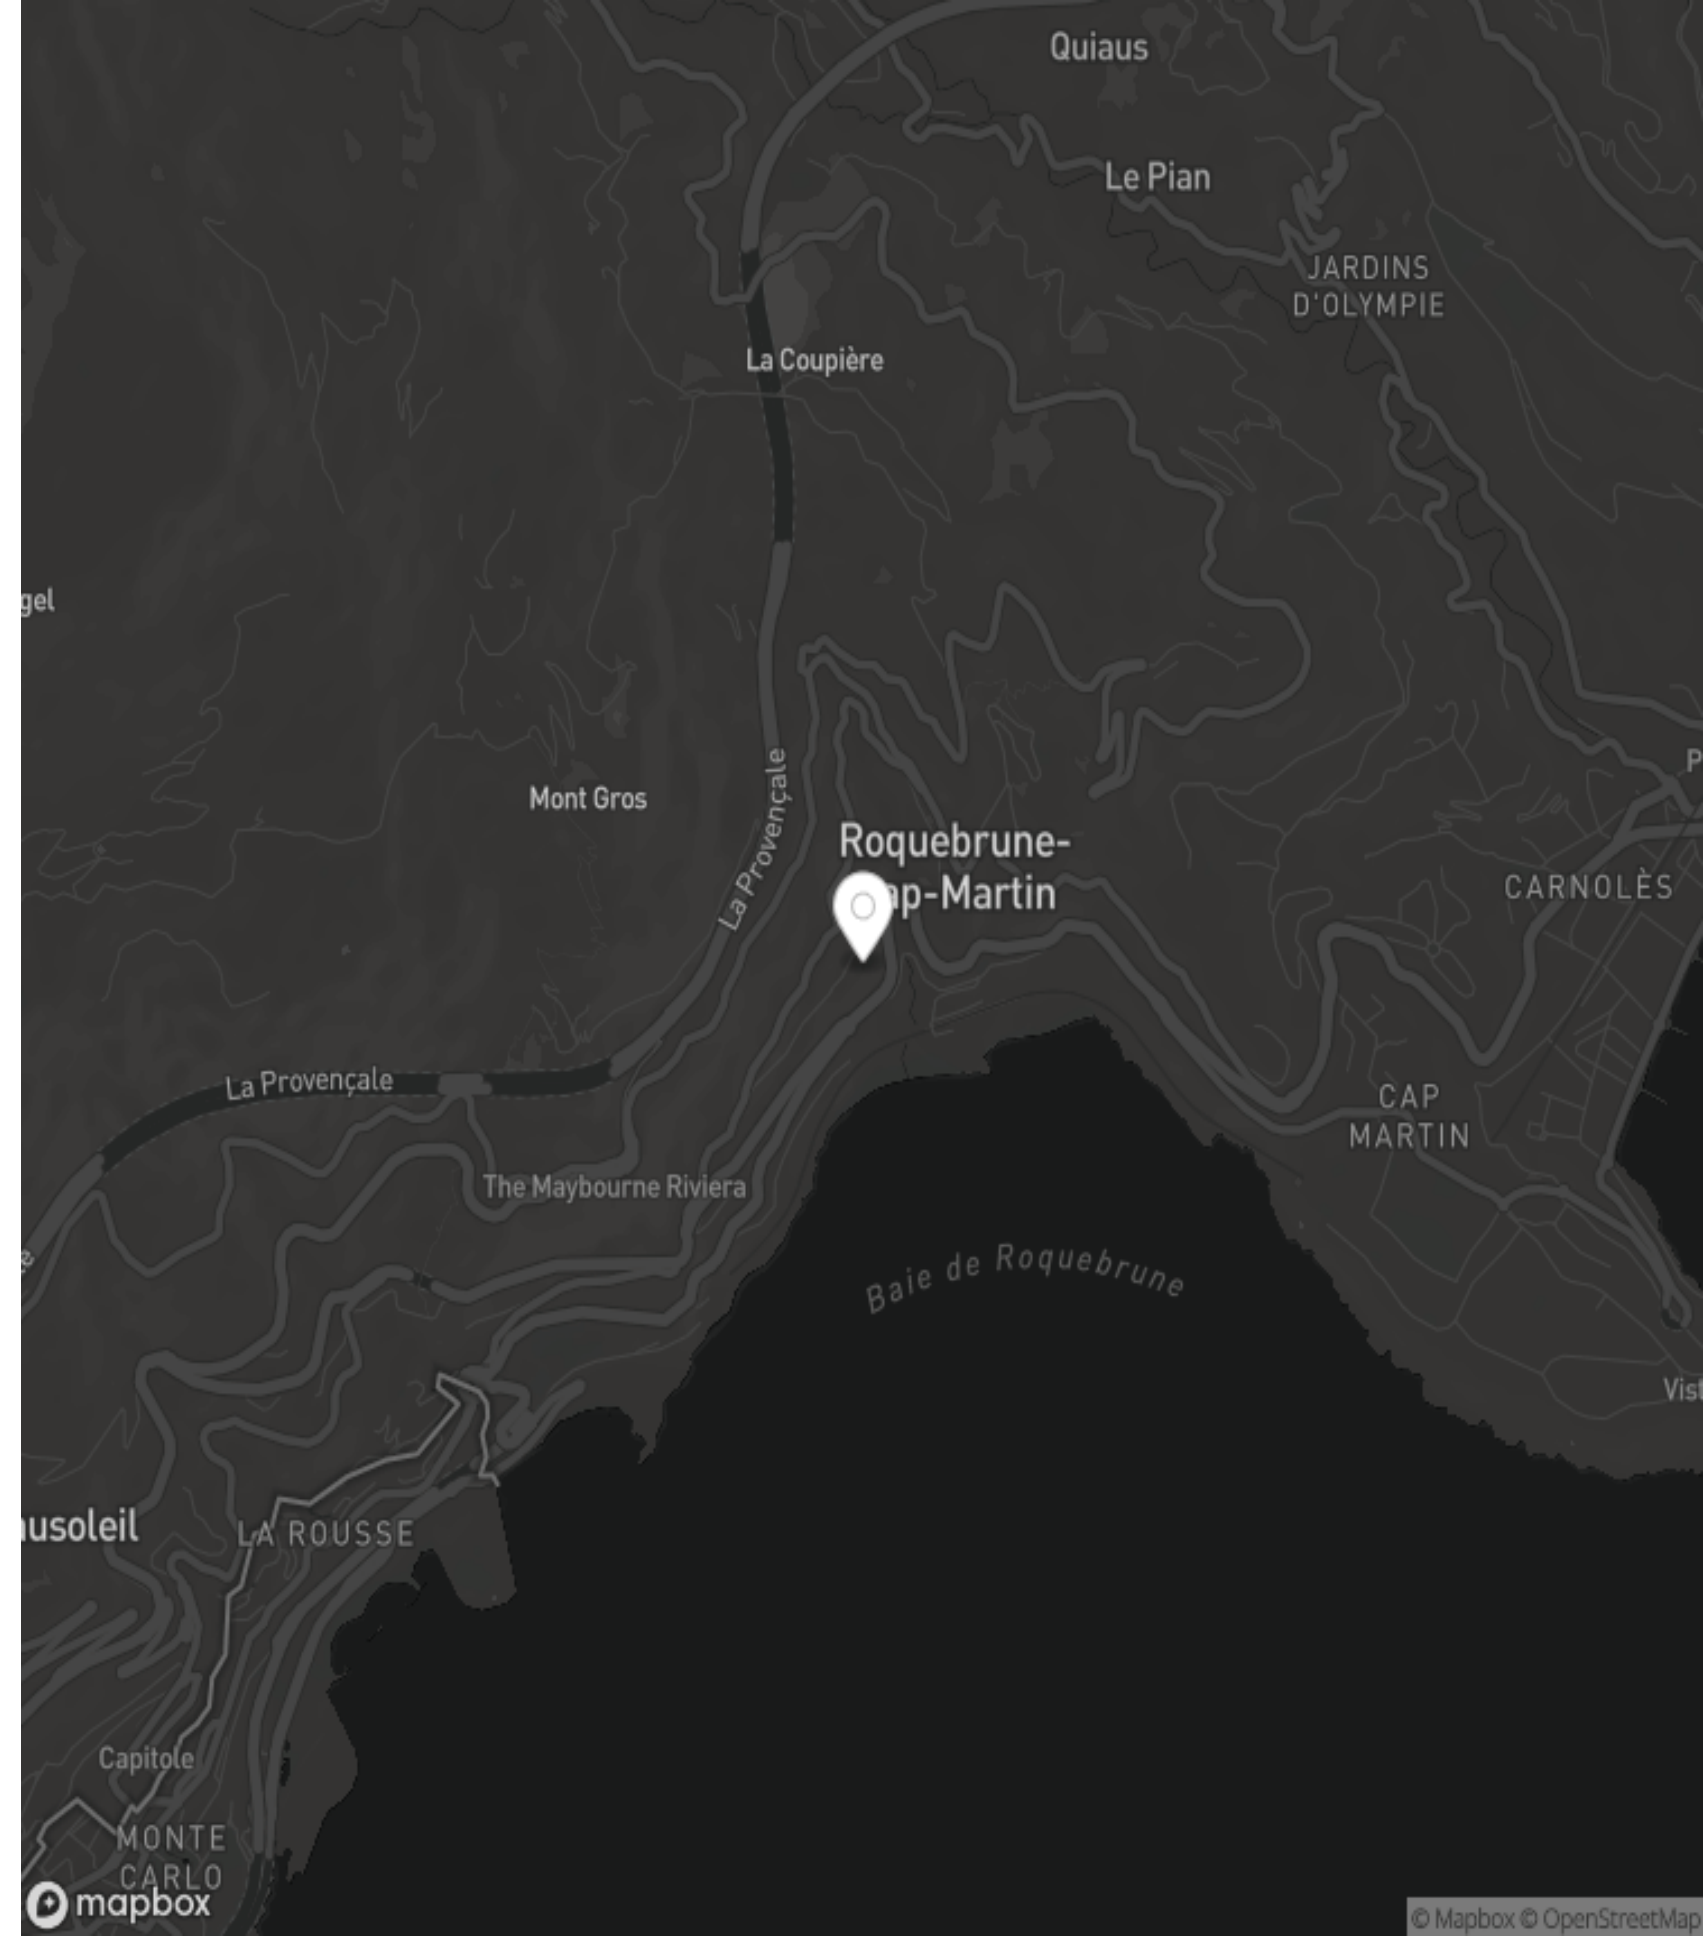 Quiaus
Le Pian
JARDINS
D'OLYMPIE
La Coupière
gel
La Provençale
Mont Gros
Roquebrune-
ap-Martin
CARNOLÈS
P
La Provençale
CAP
MARTIN
The Maybourne Riviera
e
Baie de Roquebrune
Vist
usoleil
LA ROUSSE
Capitole
MONTE
CARLO
mapbox
© Mapbox © OpenStreetMap